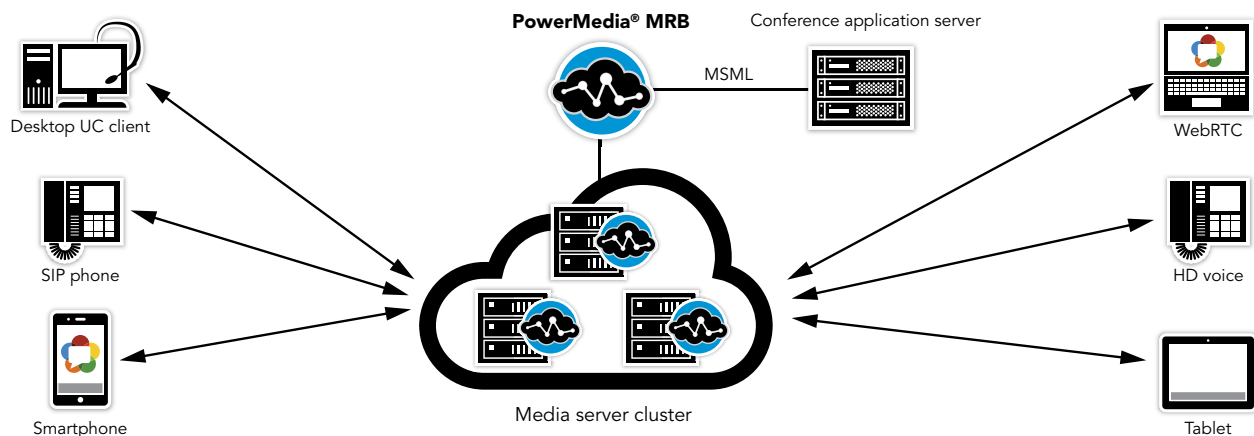 PowerMedia® MRB
Conference application server
MSML
Desktop UC client
WebRTC
SIP phone
HD voice
Smartphone
Media server cluster
Tablet